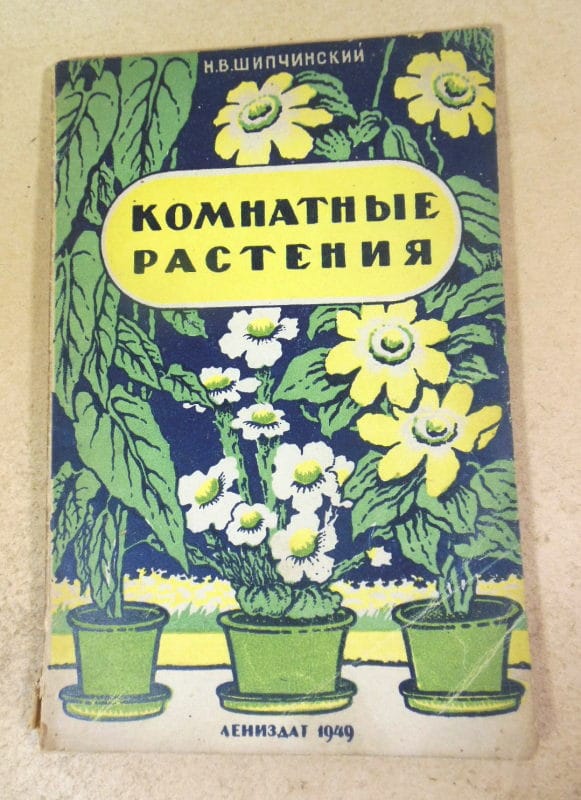 Н.В.ШИПЧИНСКИЙ
КОМНАТНЫЕ
РАСТЕНИЯ
ЛЕНИЗДАТ 1949